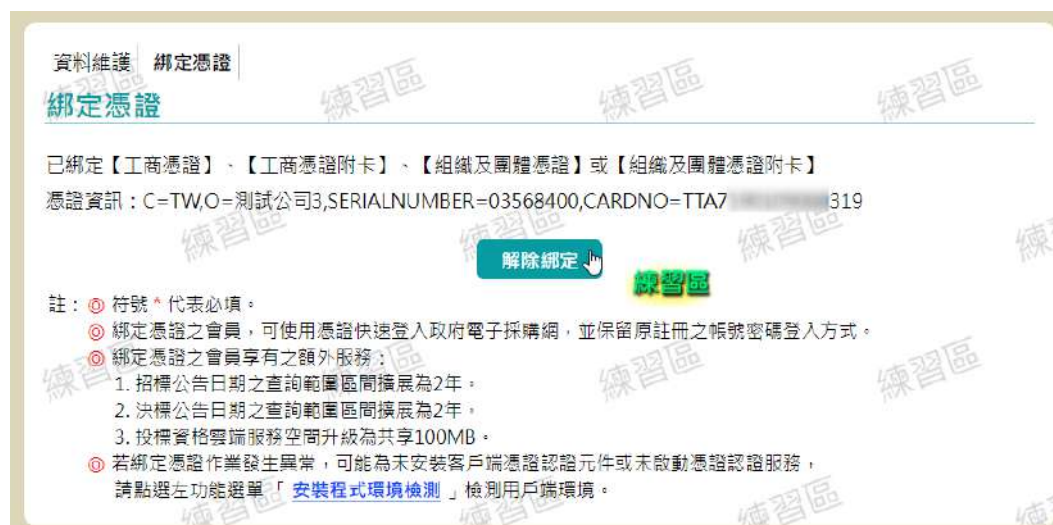 資料維護 綁定憑證
綁定憑證
已綁定【工商憑證】、【工商憑證附卡】、【組織及團體憑證】或【組織及團體憑證附卡】
憑證資訊：C=TW,O=測試公司3,SERIALNUMBER=03568400,CARDNO=TTA7 319
解除綁定
練習區
註：◎ 符號 * 代表必填。
◎ 綁定憑證之會員，可使用憑證快速登入政府電子採購網，並保留原註冊之帳號密碼登入方式。
◎ 綁定憑證之會員享有之額外服務：
1. 招標公告日期之查詢範圍區間擴展為2年。
2. 決標公告日期之查詢範圍區間擴展為2年。
3. 投標資格雲端服務空間升級為共享100MB。
◎ 若綁定憑證作業發生異常，可能為未安裝客戶端憑證認證元件或未啟動憑證認證服務，
請點選左功能選單「 安裝程式環境檢測 」檢測用戶端環境。